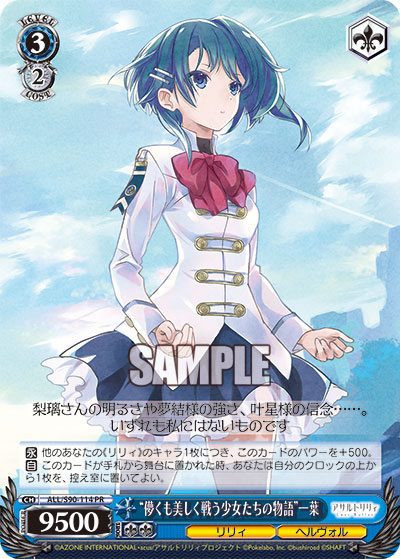 LEVEL
3
2
COST
SAMPLE
梨璃さんの明るさや夢結様の強さ、叶星様の信念……。
いずれも私にはないものです
永 他のあなたの《リリィ》のキャラ1枚につき、このカードのパワーを+500。
自 このカードが手札から舞台に置かれた時、あなたは自分のクロックの上から1枚を、控え室に置いてよい。
CH ALL/S90-114 PR
9500
“儚くも美しく戦う少女たちの物語”一葉
リリィ
ヘルヴォル
アサルトリリィ
©AZONE INTERNATIONAL・acus/アサルトリリィプロジェクト ©Pokelabo, Inc. ©bushiroad ©SHAFT